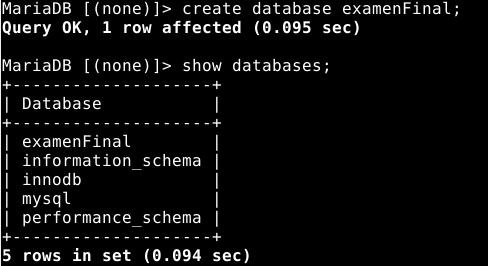 MariaDB [(none)]> create database examenFinal;
Query OK, 1 row affected (0.095 sec)

MariaDB [(none)]> show databases;
+--------------------+
| Database           |
+--------------------+
| examenFinal        |
| information_schema |
| innodb             |
| mysql              |
| performance_schema |
+--------------------+
5 rows in set (0.094 sec)